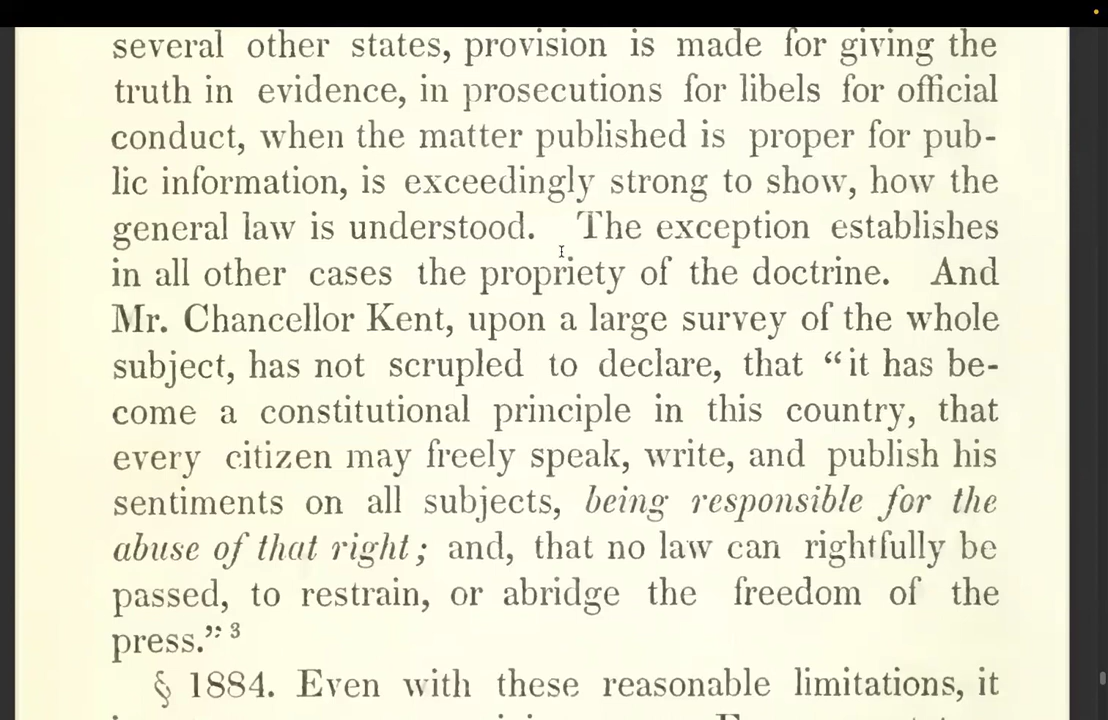 several other states, provision is made for giving the
truth in evidence, in prosecutions for libels for official
conduct, when the matter published is proper for pub-
lic information, is exceedingly strong to show, how the
general law is understood. The exception establishes
in all other cases the propriety of the doctrine. And
Mr. Chancellor Kent, upon a large survey of the whole
subject, has not scrupled to declare, that “it has be-
come a constitutional principle in this country, that
every citizen may freely speak, write, and publish his
sentiments on all subjects, being responsible for the
abuse of that right; and, that no law can rightfully be
passed, to restrain, or abridge the freedom of the
press.” 3
§ 1884. Even with these reasonable limitations, it